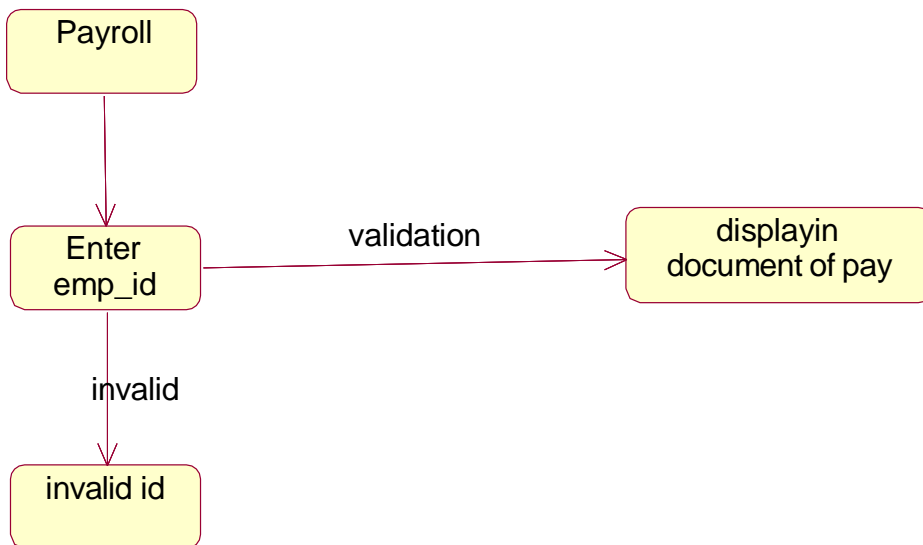 Payroll
Enter
emp_id
validation
displayin
document of pay
invalid
invalid id